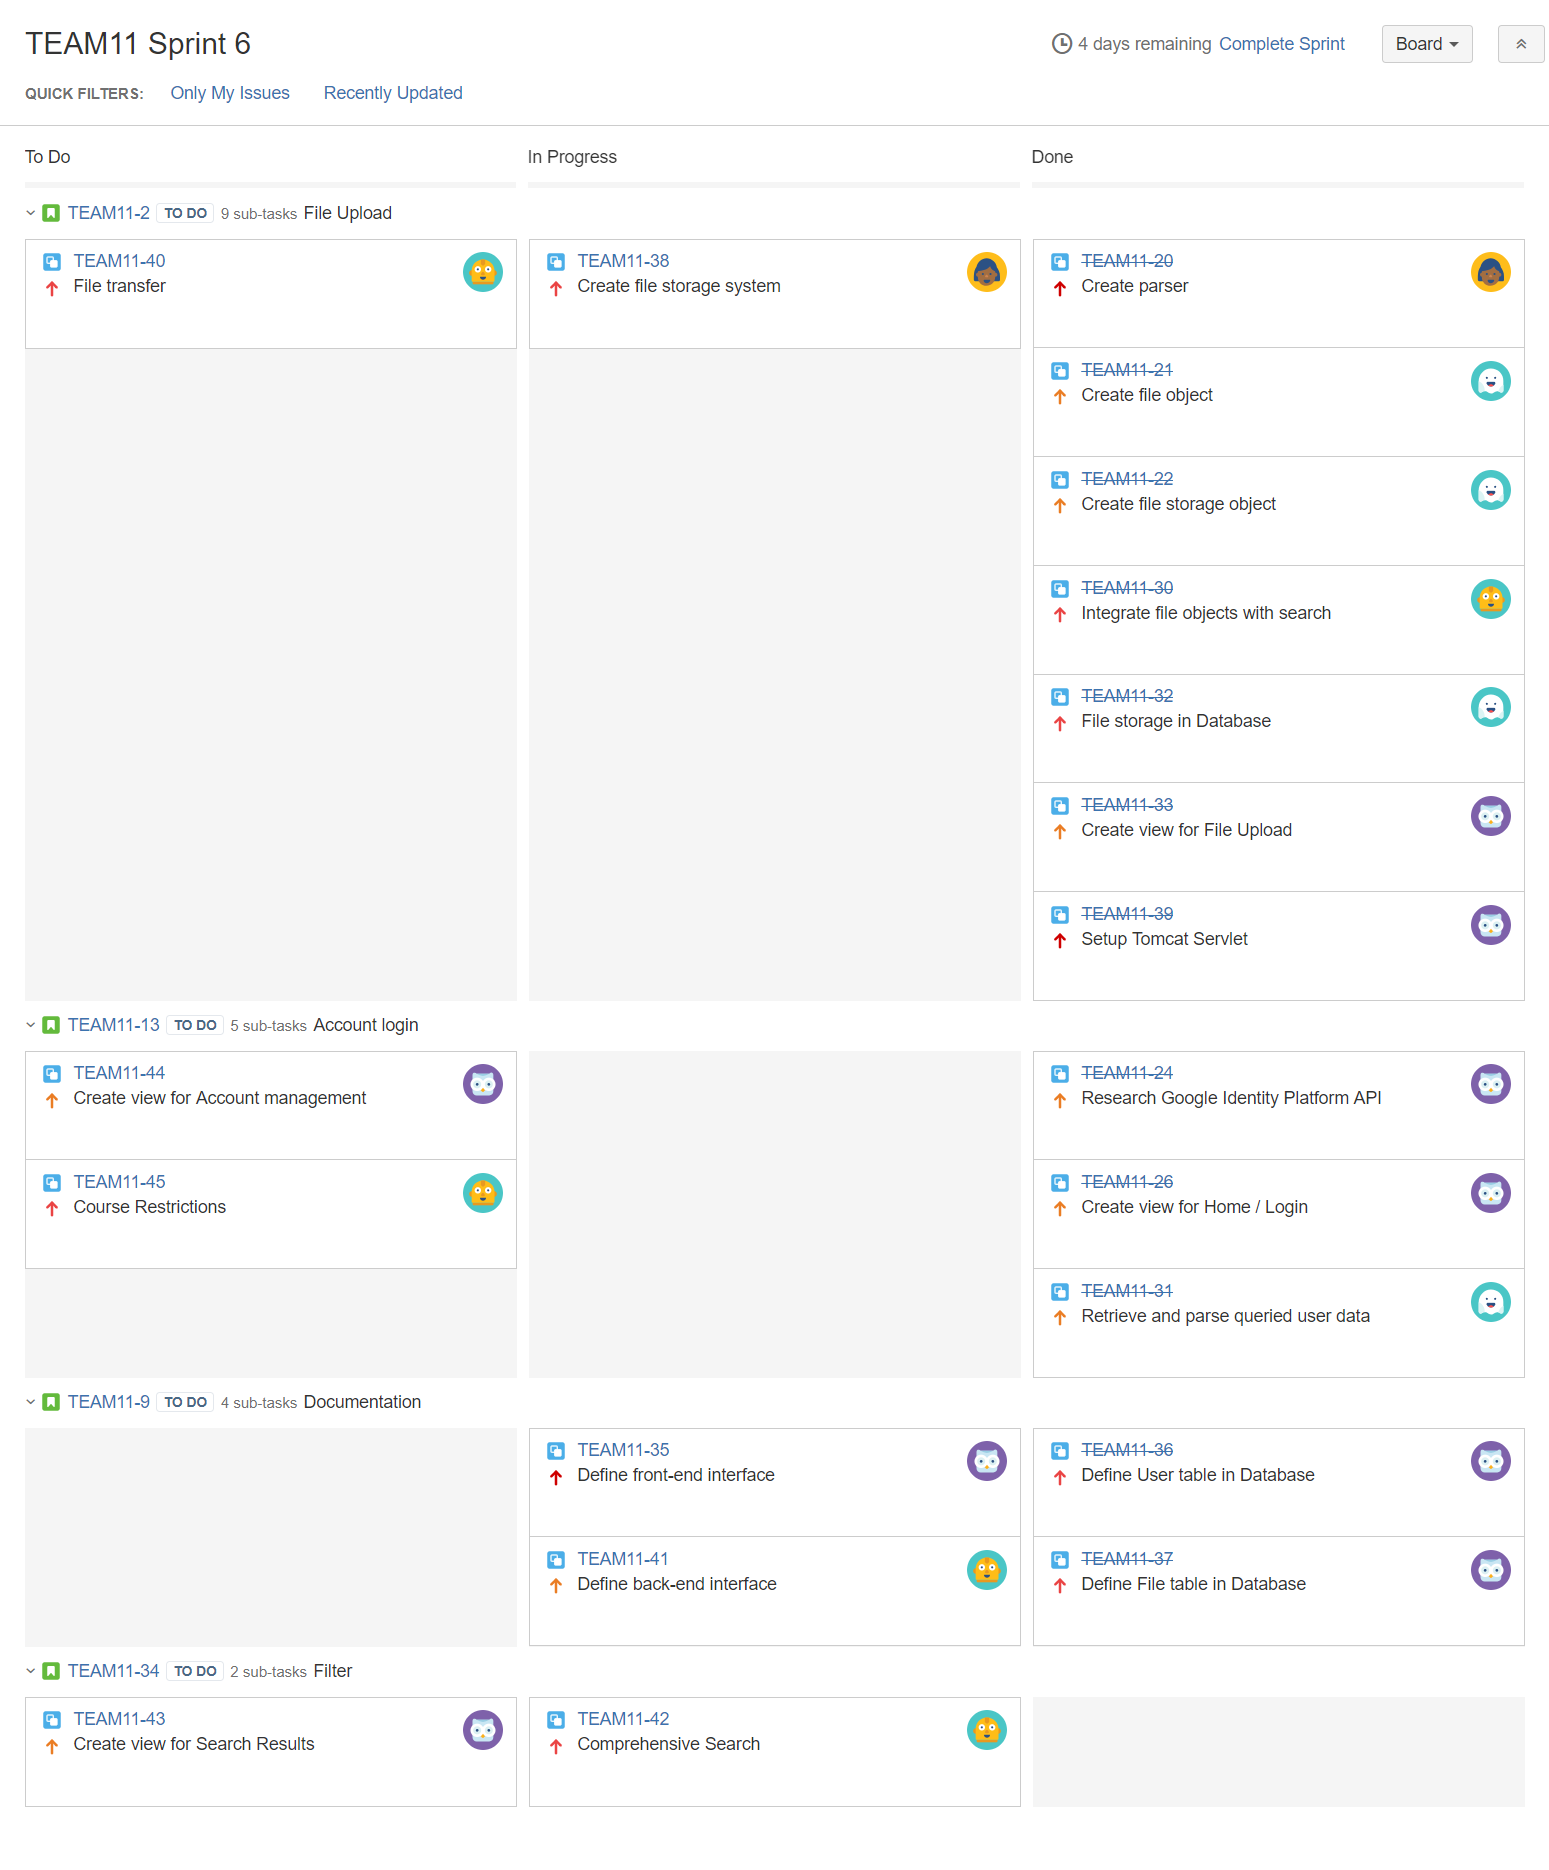 TEAM11 Sprint 6
4 days remaining Complete Sprint Board
QUICK FILTERS: Only My Issues Recently Updated
To Do In Progress Done
TEAM11-2 TO DO 9 sub-tasks File Upload
TEAM11-40
File transfer
TEAM11-38
Create file storage system
TEAM11-20
Create parser
TEAM11-21
Create file object
TEAM11-22
Create file storage object
TEAM11-30
Integrate file objects with search
TEAM11-32
File storage in Database
TEAM11-33
Create view for File Upload
TEAM11-39
Setup Tomcat Servlet
TEAM11-13 TO DO 5 sub-tasks Account login
TEAM11-44
Create view for Account management
TEAM11-45
Course Restrictions
TEAM11-24
Research Google Identity Platform API
TEAM11-26
Create view for Home / Login
TEAM11-31
Retrieve and parse queried user data
TEAM11-9 TO DO 4 sub-tasks Documentation
TEAM11-35
Define front-end interface
TEAM11-41
Define back-end interface
TEAM11-36
Define User table in Database
TEAM11-37
Define File table in Database
TEAM11-34 TO DO 2 sub-tasks Filter
TEAM11-43
Create view for Search Results
TEAM11-42
Comprehensive Search